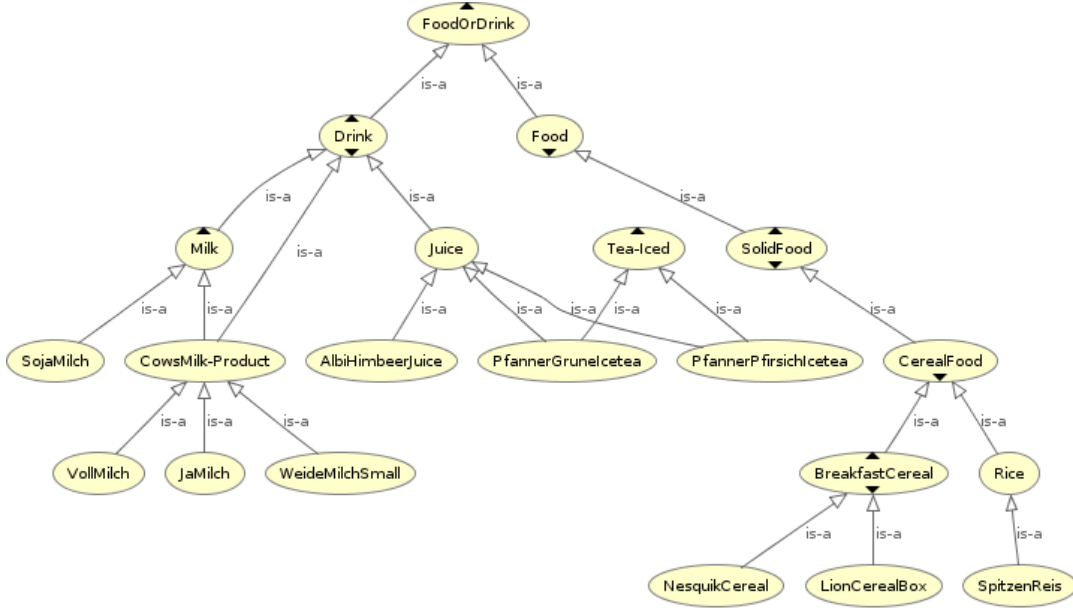 FoodOrDrink
is-a
is-a
Drink
Food
is-a
is-a
is-a
is-a
Milk
Juice
Tea-Iced
SolidFood
is-a
is-a
is-a
is-a
is-a
is-a
is-a
is-a
SojaMilch
CowsMilk-Product
AlbiHimbeerJuice
PfannerGruneIcetea
PfannerPfirsichIcetea
CerealFood
is-a
is-a
is-a
is-a
is-a
VollMilch
JaMilch
WeideMilchSmall
BreakfastCereal
Rice
is-a
is-a
is-a
NesquikCereal
LionCerealBox
SpitzenReis